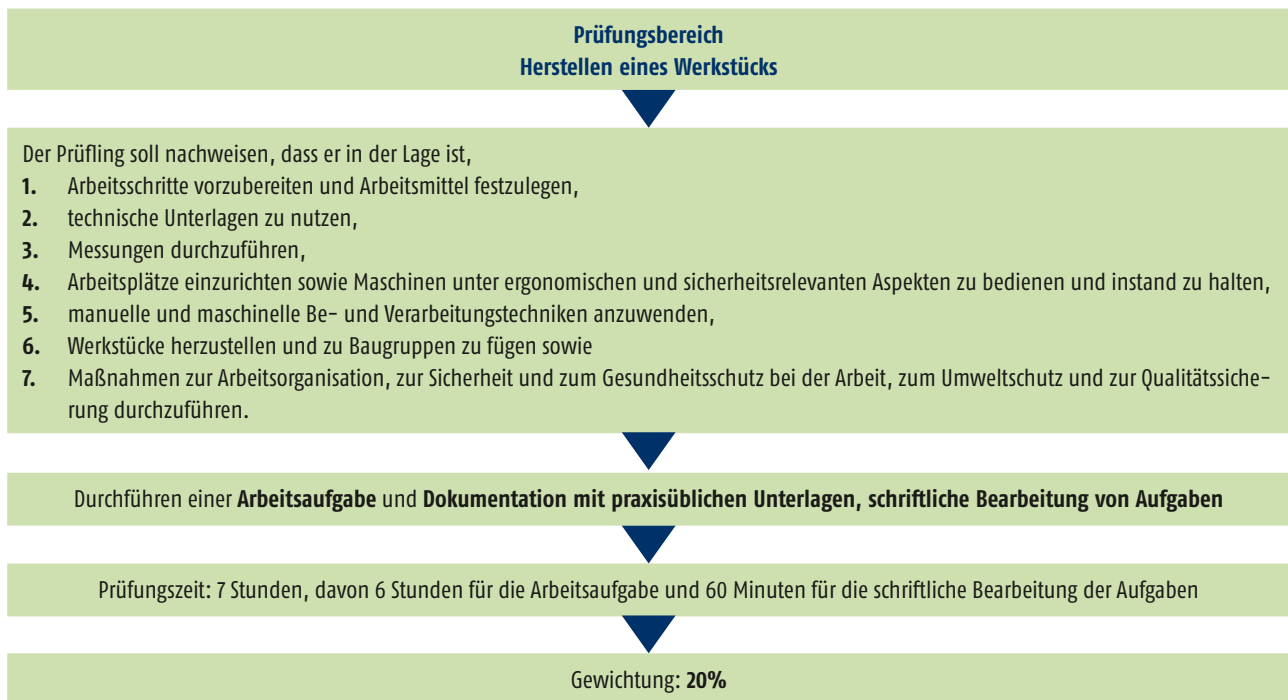 Prüfungsbereich
Herstellen eines Werkstücks
Der Prüfling soll nachweisen, dass er in der Lage ist,
1. Arbeitsschritte vorzubereiten und Arbeitsmittel festzulegen,
2. technische Unterlagen zu nutzen,
3. Messungen durchzuführen,
4. Arbeitsplätze einzurichten sowie Maschinen unter ergonomischen und sicherheitsrelevanten Aspekten zu bedienen und instand zu halten,
5. manuelle und maschinelle Be- und Verarbeitungstechniken anzuwenden,
6. Werkstücke herzustellen und zu Baugruppen zu fügen sowie
7. Maßnahmen zur Arbeitsorganisation, zur Sicherheit und zum Gesundheitsschutz bei der Arbeit, zum Umweltschutz und zur Qualitätssiche-
rung durchzuführen.
Durchführen einer Arbeitsaufgabe und Dokumentation mit praxisüblichen Unterlagen, schriftliche Bearbeitung von Aufgaben
Prüfungszeit: 7 Stunden, davon 6 Stunden für die Arbeitsaufgabe und 60 Minuten für die schriftliche Bearbeitung der Aufgaben
Gewichtung: 20%